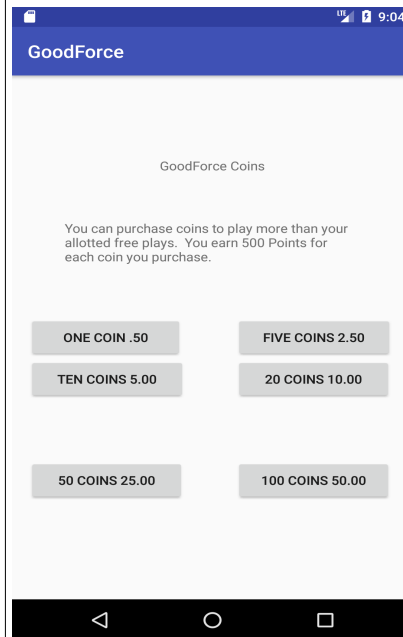 LTE 9:04
GoodForce
GoodForce Coins
You can purchase coins to play more than your
allotted free plays.  You earn 500 Points for
each coin you purchase.
ONE COIN .50
FIVE COINS 2.50
TEN COINS 5.00
20 COINS 10.00
50 COINS 25.00
100 COINS 50.00